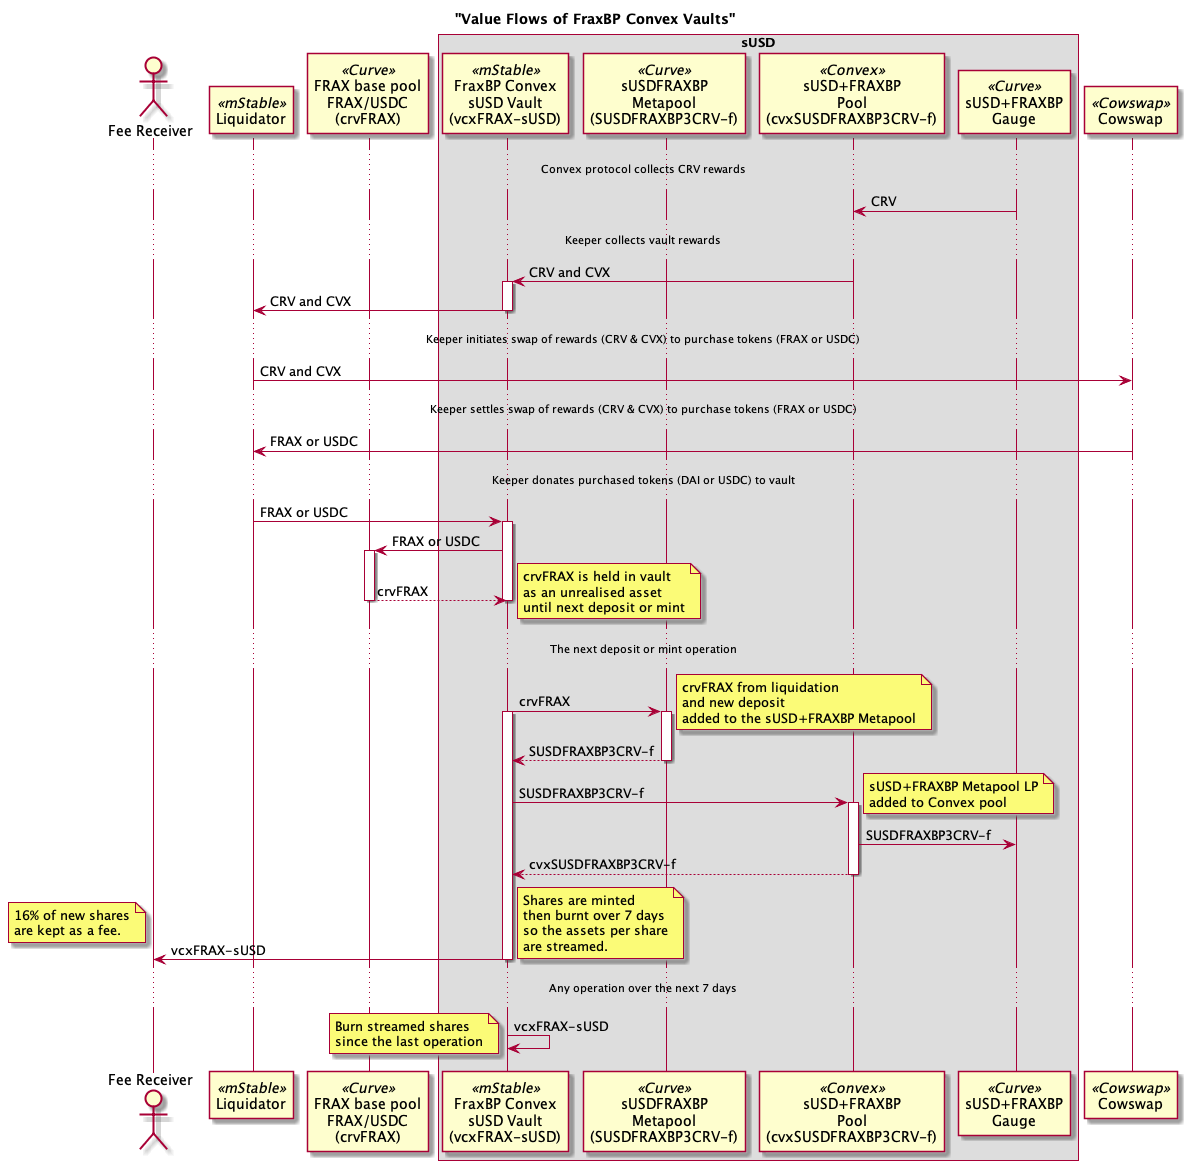 "Value Flows of FraxBP Convex Vaults"
sUSD
Fee Receiver
«mStable»
Liquidator
«Curve»
FRAX base pool
FRAX/USDC
(crvFRAX)
«mStable»
FraxBP Convex
sUSD Vault
(vcxFRAX-sUSD)
«Curve»
sUSDFRAXBP
Metapool
(SUSDFRAXBP3CRV-f)
«Convex»
sUSD+FRAXBP
Pool
(cvxSUSDFRAXBP3CRV-f)
«Curve»
sUSD+FRAXBP
Gauge
«Cowswap»
Cowswap
Convex protocol collects CRV rewards
CRV
Keeper collects vault rewards
CRV and CVX
CRV and CVX
Keeper initiates swap of rewards (CRV & CVX) to purchase tokens (FRAX or USDC)
CRV and CVX
Keeper settles swap of rewards (CRV & CVX) to purchase tokens (FRAX or USDC)
FRAX or USDC
Keeper donates purchased tokens (DAI or USDC) to vault
FRAX or USDC
FRAX or USDC
crvFRAX
crvFRAX is held in vault
as an unrealised asset
until next deposit or mint
The next deposit or mint operation
crvFRAX
crvFRAX from liquidation
and new deposit
added to the sUSD+FRAXBP Metapool
SUSDFRAXBP3CRV-f
SUSDFRAXBP3CRV-f
sUSD+FRAXBP Metapool LP
added to Convex pool
SUSDFRAXBP3CRV-f
cvxSUSDFRAXBP3CRV-f
Shares are minted
then burnt over 7 days
so the assets per share
are streamed.
16% of new shares
are kept as a fee.
vcxFRAX-sUSD
Any operation over the next 7 days
Burn streamed shares
since the last operation
vcxFRAX-sUSD
Fee Receiver
«mStable»
Liquidator
«Curve»
FRAX base pool
FRAX/USDC
(crvFRAX)
«mStable»
FraxBP Convex
sUSD Vault
(vcxFRAX-sUSD)
«Curve»
sUSDFRAXBP
Metapool
(SUSDFRAXBP3CRV-f)
«Convex»
sUSD+FRAXBP
Pool
(cvxSUSDFRAXBP3CRV-f)
«Curve»
sUSD+FRAXBP
Gauge
«Cowswap»
Cowswap